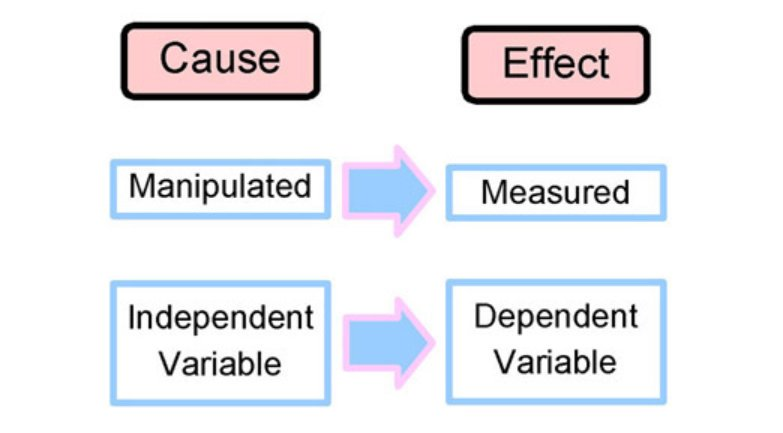 Cause
Effect
Manipulated
Measured
Independent
Variable
Dependent
Variable